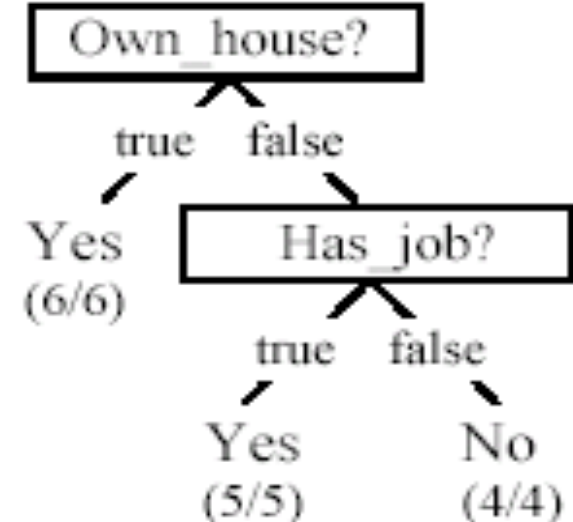 Own_house?
true false
Yes
Has_job?
(6/6)
true false
Yes No
(5/5) (4/4)